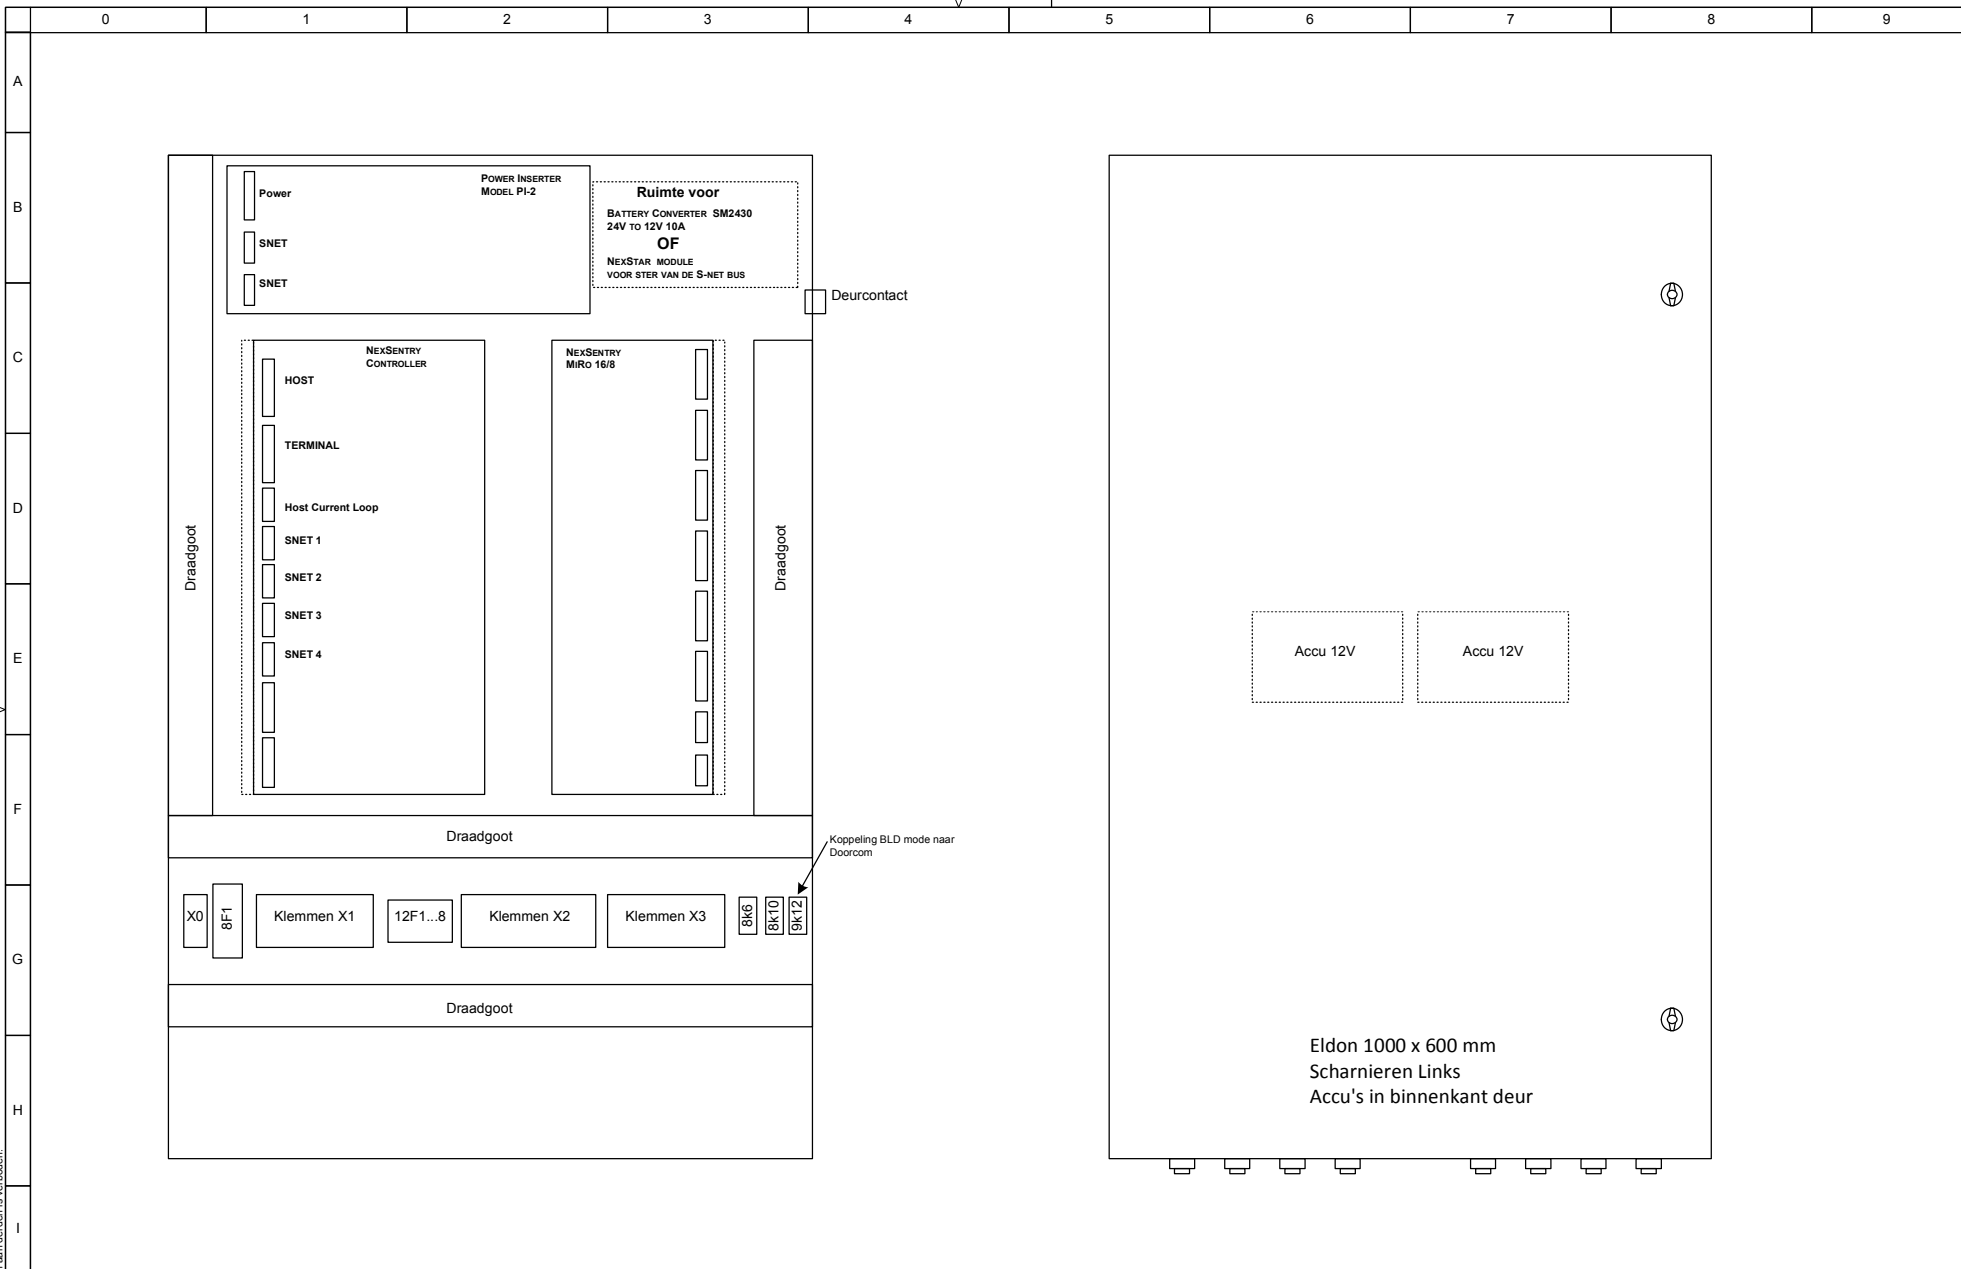 0 1 2 3 4 5 6 7 8 9
A
B
C
D
E
F
G
H
I
Power
SNET
SNET
POWER INSERTER
MODEL PI-2
Ruimte voor
BATTERY CONVERTER SM2430
24V TO 12V 10A
OF
NEXSTAR MODULE
VOOR STER VAN DE S-NET BUS
Deurcontact
NEXSENTRY
CONTROLLER
HOST
TERMINAL
Host Current Loop
SNET 1
SNET 2
SNET 3
SNET 4
NEXSENTRY
MIRO 16/8
Draadgoot
Draadgoot
Draadgoot
Koppeling BLD mode naar
Doorcom
X0
8F1
Klemmen X1
12F1...8
Klemmen X2
Klemmen X3
8k6
8k10
9k12
Draadgoot
Accu 12V
Accu 12V
Eldon 1000 x 600 mm
Scharnieren Links
Accu's in binnenkant deur